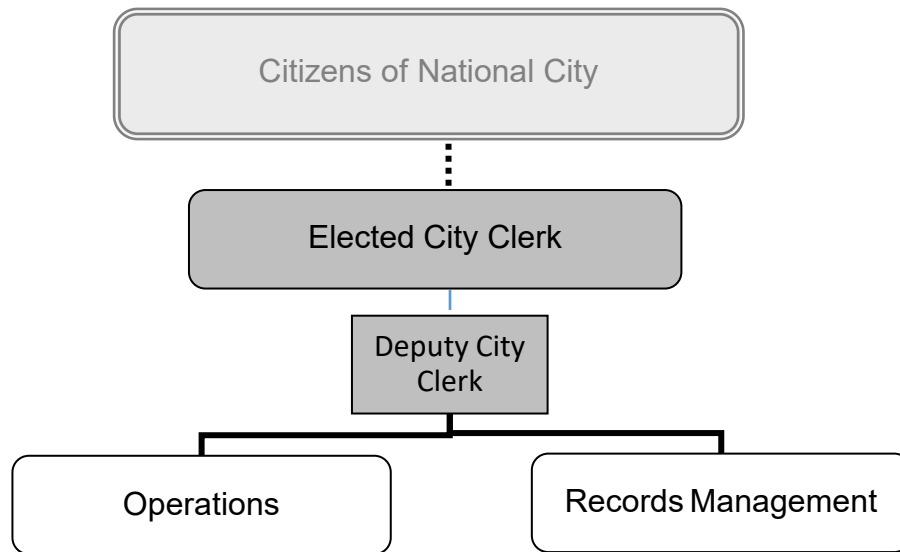 Citizens of National City
Elected City Clerk
Deputy City
Clerk
Operations
Records Management